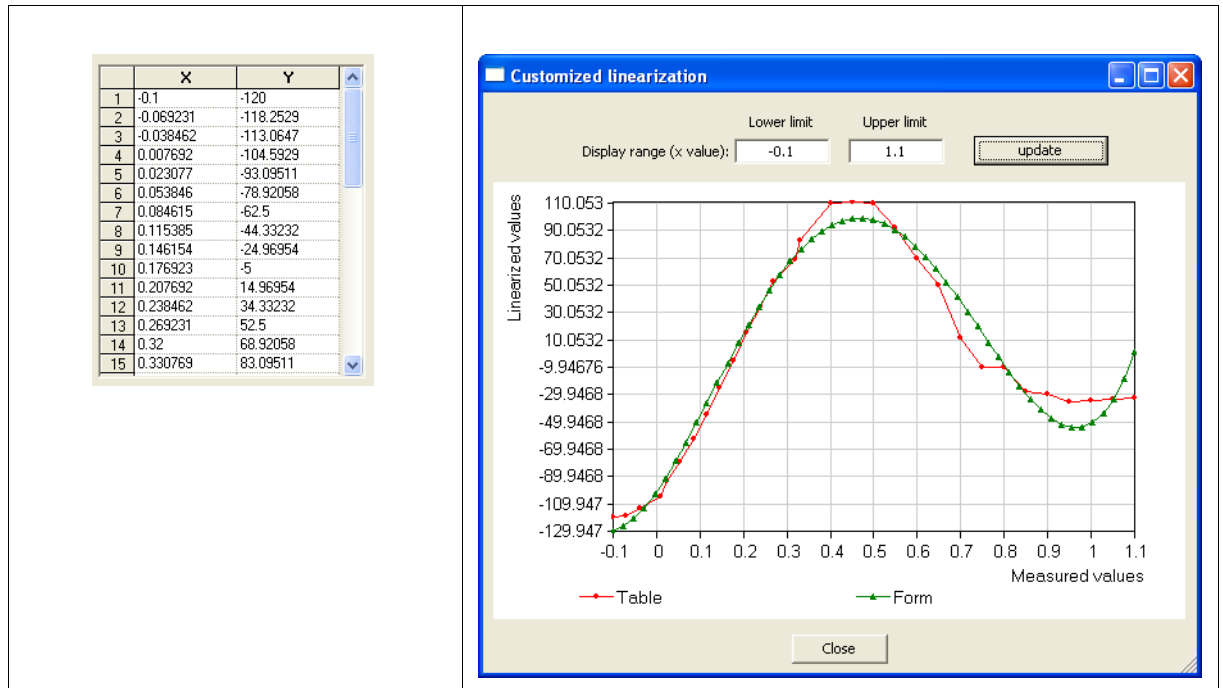 X Y
1 -0.1 -120
2 -0.069231 -118.2529
3 -0.038462 -113.0647
4 0.007692 -104.5929
5 0.023077 -93.09511
6 0.053846 -78.92058
7 0.084615 -62.5
8 0.115385 -44.33232
9 0.146154 -24.96954
10 0.176923 -5
11 0.207692 14.96954
12 0.238462 34.33232
13 0.269231 52.5
14 0.32 68.92058
15 0.330769 83.09511
Customized linearization
Lower limit Upper limit
Display range (x value): -0.1 1.1 update
Linearized values
110.053
90.0532
70.0532
50.0532
30.0532
10.0532
-9.94676
-29.9468
-49.9468
-69.9468
-89.9468
-109.947
-129.947
-0.1 0 0.1 0.2 0.3 0.4 0.5 0.6 0.7 0.8 0.9 1 1.1
Measured values
Table Form
Close